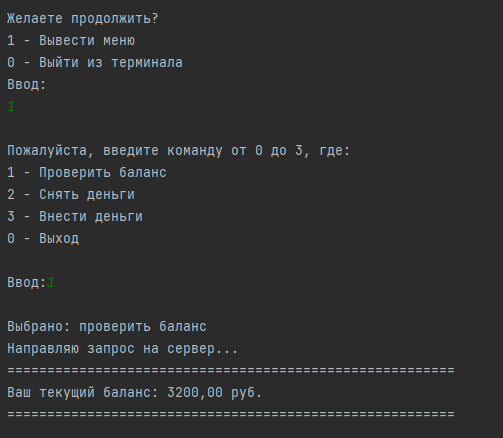 Желаете продолжить?
1 - Вывести меню
0 - Выйти из терминала
Ввод:
1
Пожалуйста, введите команду от 0 до 3, где:
1 - Проверить баланс
2 - Снять деньги
3 - Внести деньги
0 - Выход
Ввод:1
Выбрано: проверить баланс
Направляю запрос на сервер...
========================================================
Ваш текущий баланс: 3200,00 руб.
========================================================